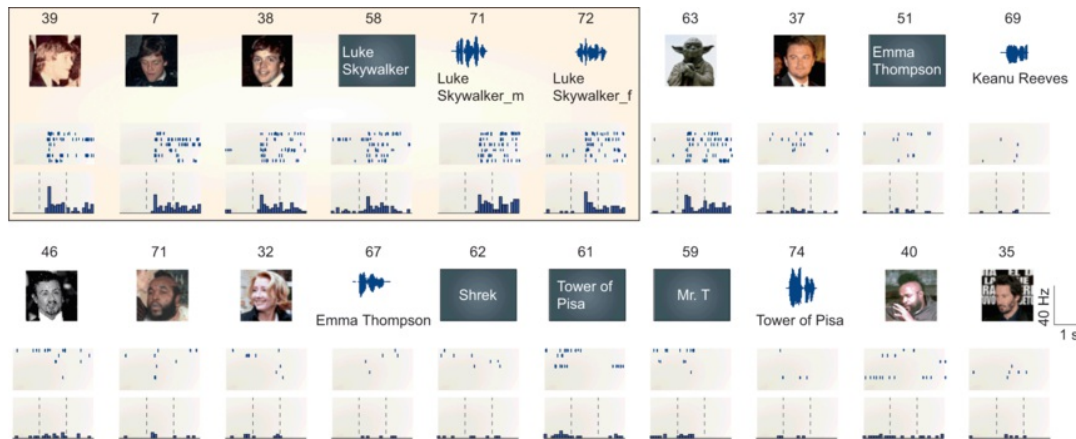 39 7 38 58 71 72 63 37 51 69
Luke
Skywalker
Luke
Skywalker_m
Luke
Skywalker_f
Emma
Thompson
Keanu Reeves
46 71 32 67 62 61 59 74 40 35
Emma Thompson
Shrek
Tower of
Pisa
Mr. T
Tower of Pisa
40 Hz
1 s